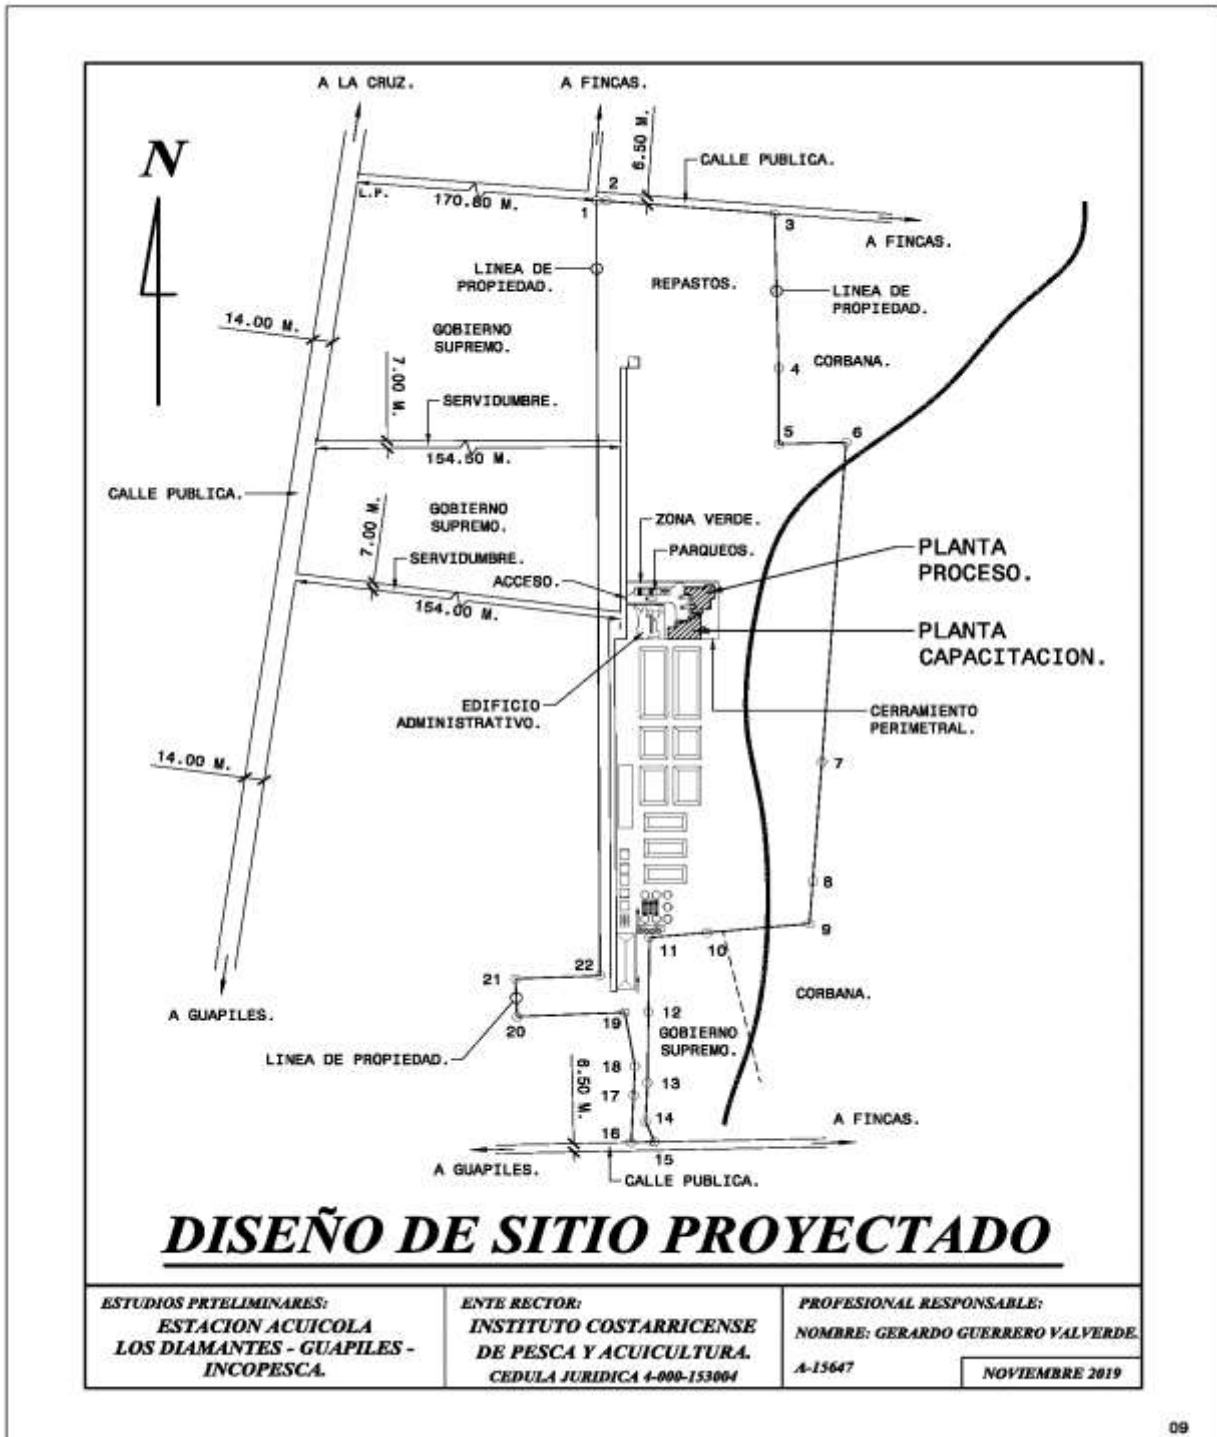 A LA CRUZ.
A FINCAS.
N
6.50 M.
CALLE PUBLICA.
L.P.
170.80 M.
1
2
3
A FINCAS.
LINEA DE
PROPIEDAD.
REPASTOS.
LINEA DE
PROPIEDAD.
14.00 M.
GOBIERNO
SUPREMO.
7.00 M.
4
CORBANA.
SERVIDUMBRE.
5
6
154.50 M.
CALLE PUBLICA.
GOBIERNO
SUPREMO.
7.00 M.
ZONA VERDE.
PARQUEOS.
PLANTA
PROCESO.
SERVIDUMBRE.
ACCESO.
154.00 M.
PLANTA
CAPACITACION.
EDIFICIO
ADMINISTRATIVO.
CERRAMIENTO
PERIMETRAL.
14.00 M.
7
8
9
10
11
22
21
CORBANA.
A GUAPILES.
20
19
12
GOBIERNO
SUPREMO.
LINEA DE PROPIEDAD.
18
13
17
14
16
15
A FINCAS.
A GUAPILES.
CALLE PUBLICA.
DISEÑO DE SITIO PROYECTADO
ESTUDIOS PRTELIMINARES:
ESTACION ACUICOLA
LOS DIAMANTES - GUAPILES -
INCOPESCA.
ENTE RECTOR:
INSTITUTO COSTARRICENSE
DE PESCA Y ACUICULTURA.
CEDULA JURIDICA 4-000-153004
PROFESIONAL RESPONSABLE:
NOMBRE: GERARDO GUERRERO VALVERDE.
A-15647
NOVIEMBRE 2019
09